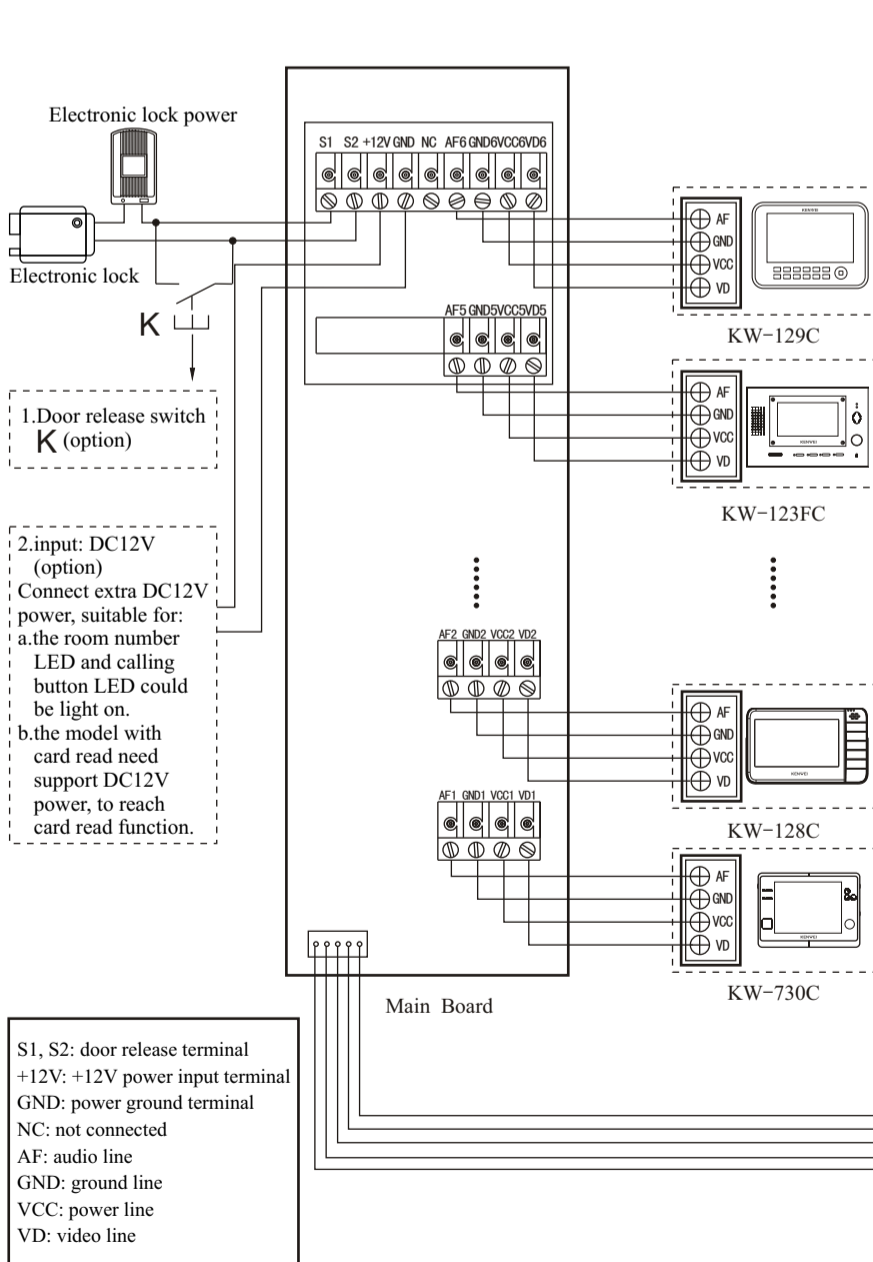 Electronic lock power
S1 S2 +12V GND NC AF6 GND6 VCC6 VD6
Electronic lock
K
AF
GND
VCC
VD
KENWEI
KW-129C
AF5 GND5 VCC5 VD5
AF
GND
VCC
VD
KENWEI
KW-123FC
1.Door release switch
K (option)
2.input: DC12V
(option)
Connect extra DC12V
power, suitable for:
a.the room number
LED and calling
button LED could
be light on.
b.the model with
card read need
support DC12V
power, to reach
card read function.
AF2 GND2 VCC2 VD2
AF
GND
VCC
VD
KENWEI
KW-128C
AF1 GND1 VCC1 VD1
AF
GND
VCC
VD
KENWEI
KW-730C
Main Board
S1, S2: door release terminal
+12V: +12V power input terminal
GND: power ground terminal
NC: not connected
AF: audio line
GND: ground line
VCC: power line
VD: video line